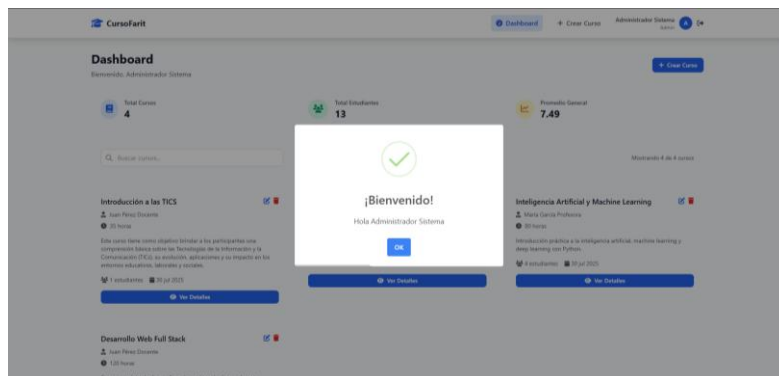 CursoFarit
Dashboard
+ Crear Curso
Administrador Sistema
Admin
A
Dashboard
Bienvenido, Administrador Sistema
+ Crear Curso
Total Cursos
4
Total Estudiantes
13
Promedio General
7.49
Buscar cursos...
Mostrando 4 de 4 cursos
¡Bienvenido!
Hola Administrador Sistema
OK
Introducción a las TICS
Juan Pérez Docente
Este curso tiene como objetivo brindar a los participantes una
comprensión básica sobre las Tecnologías de la Información y la
Comunicación (TICs), su evolución, aplicaciones y su impacto en los
entornos educativos, laborales y sociales.
1 estudiantes
30 jul 2025
Ver Detalles
Ver Detalles
Inteligencia Artificial y Machine Learning
María García Profesora
Introducción práctica a la inteligencia artificial, machine learning y
deep learning con Python.
4 estudiantes
30 jul 2025
Ver Detalles
Desarrollo Web Full Stack
Juan Pérez Docente
120 horas